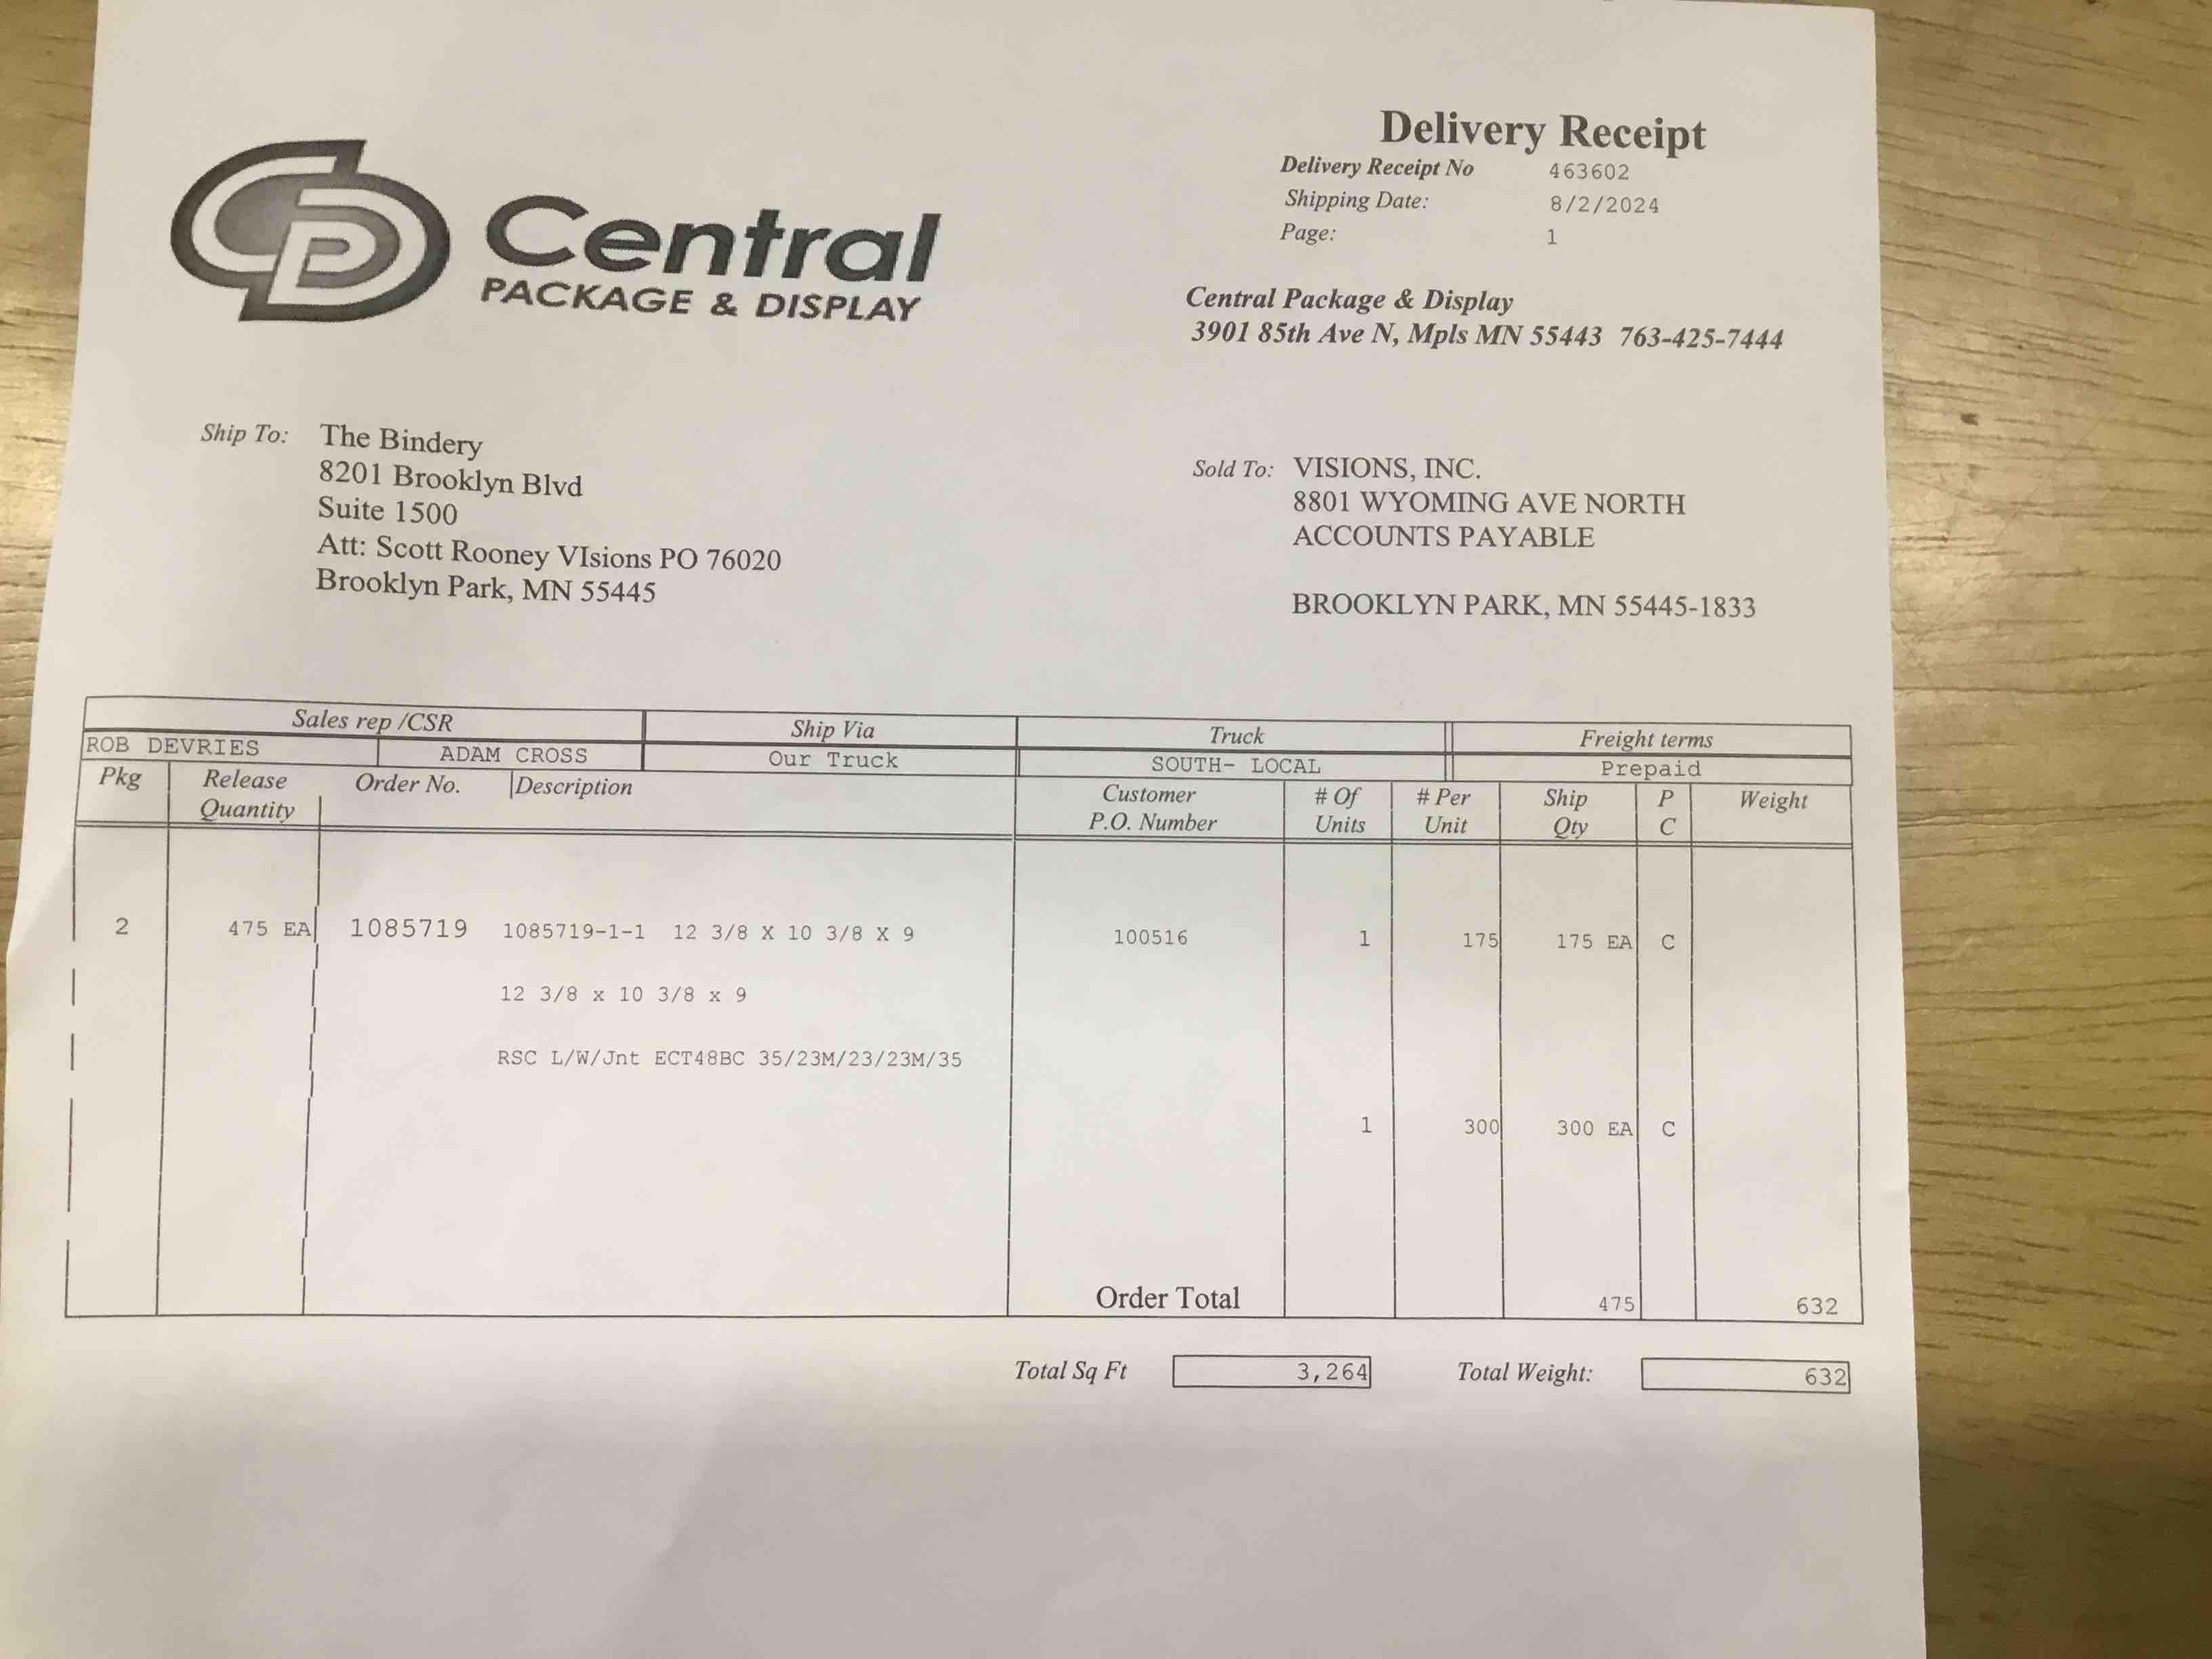 Central
PACKAGE & DISPLAY
Delivery Receipt
Delivery Receipt No 463602
Shipping Date: 8/2/2024
Page: 1
Central Package & Display
3901 85th Ave N, Mpls MN 55443 763-425-7444
Ship To: The Bindery
8201 Brooklyn Blvd
Suite 1500
Att: Scott Rooney VIsions PO 76020
Brooklyn Park, MN 55445
Sold To: VISIONS, INC.
8801 WYOMING AVE NORTH
ACCOUNTS PAYABLE
BROOKLYN PARK, MN 55445-1833
Sales rep /CSR Ship Via Truck Freight terms
ROB DEVRIES ADAM CROSS Our Truck SOUTH- LOCAL Prepaid
Pkg Release Quantity Order No. Description Customer P.O. Number # Of Units # Per Unit Ship Qty P C Weight
2 475 EA 1085719 1085719-1-1 12 3/8 X 10 3/8 X 9 100516 1 175 175 EA C
12 3/8 x 10 3/8 x 9
RSC L/W/Jnt ECT48BC 35/23M/23/23M/35
1 300 300 EA C
Order Total 475 632
Total Sq Ft 3,264 Total Weight: 632